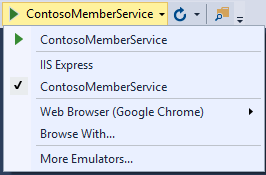 ContosoMemberService
ContosoMemberService
IIS Express
ContosoMemberService
Web Browser (Google Chrome)
Browse With...
More Emulators...